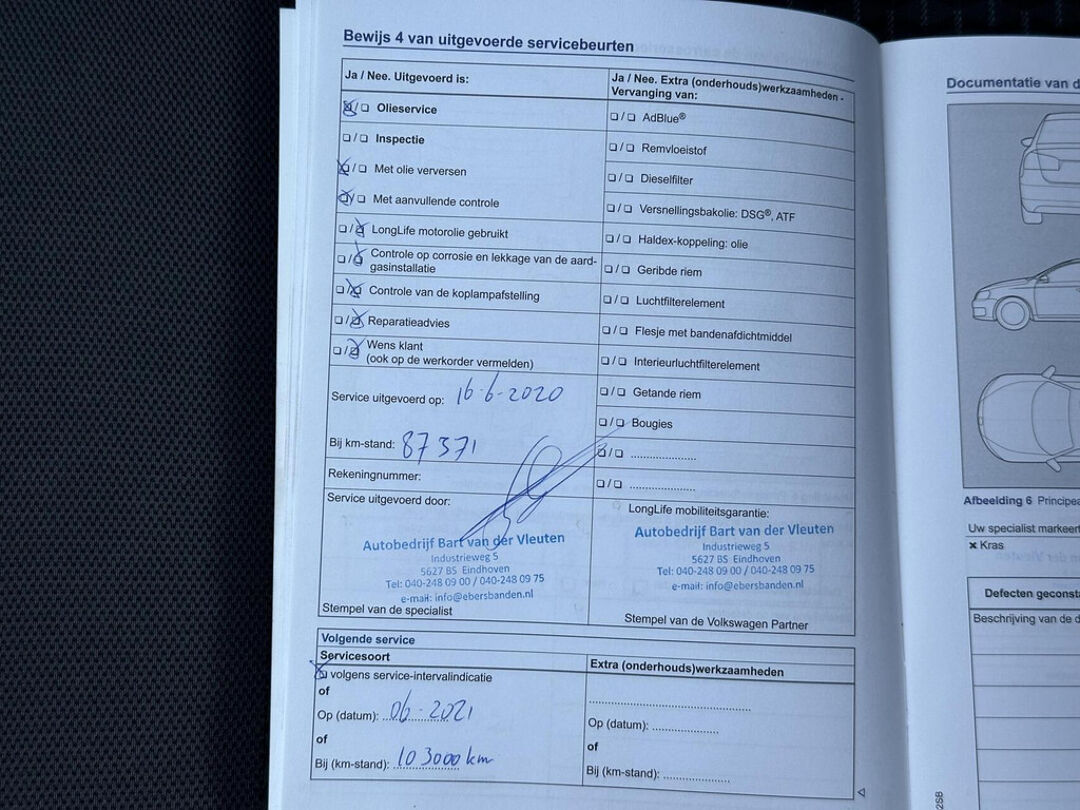 Bewijs 4 van uitgevoerde servicebeurten
Ja / Nee. Uitgevoerd is:
Olieservice
Inspectie
Met olie verversen
Met aanvullende controle
LongLife motorolie gebruikt
Controle op corrosie en lekkage van de aard-
gasinstallatie
Controle van de koplampafstelling
Reparatieadvies
Wens klant
(ook op de werkorder vermelden)
Service uitgevoerd op: 16-6-2020
Bij km-stand: 87371
Rekeningnummer:
Service uitgevoerd door:
Autobedrijf Bart van der Vleuten
Industrieweg 5
5627 BS Eindhoven
Tel: 040-248 09 00 / 040-248 09 75
e-mail: info@ebersbanden.nl
Stempel van de specialist
Ja / Nee. Extra (onderhouds)werkzaamheden -
Vervanging van:
AdBlue®
Remvloeistof
Dieselfilter
Versnellingsbakolie: DSG®, ATF
Haldex-koppeling: olie
Geribde riem
Luchtfilterelement
Flesje met bandenafdichtmiddel
Interieurluchtfilterelement
Getande riem
Bougies
LongLife mobiliteitsgarantie:
Autobedrijf Bart van der Vleuten
Industrieweg 5
5627 BS Eindhoven
Tel: 040-248 09 00 / 040-248 09 75
e-mail: info@ebersbanden.nl
Stempel van de Volkswagen Partner
Volgende service
Servicesoort
volgens service-intervalindicatie
of
Op (datum): 06-2021
of
Bij (km-stand): 103000 km
Extra (onderhouds)werkzaamheden
Op (datum):
of
Bij (km-stand):
Documentatie van d
Afbeelding 6 Principea
Uw specialist markeert
x Kras
Defecten geconsta
Beschrijving van de d